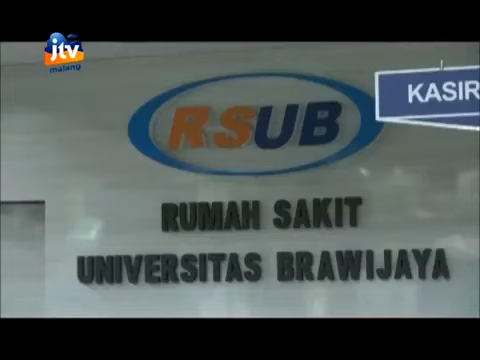 jtv
malang
KASIR
RSUB
RUMAH SAKIT
UNIVERSITAS BRAWIJAYA